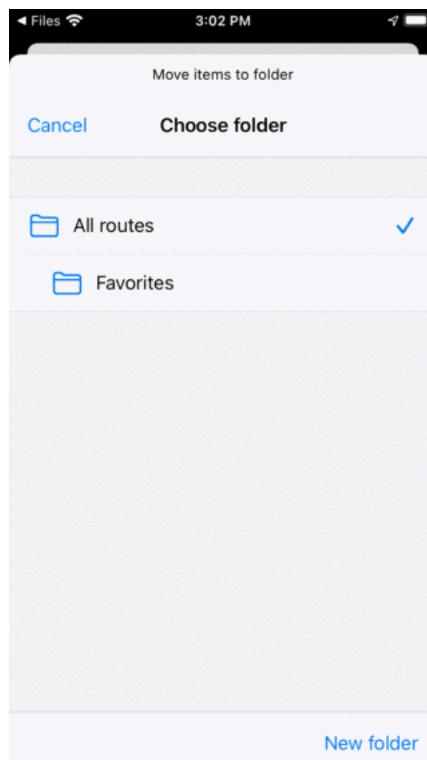 ◀ Files 3:02 PM
Move items to folder
Cancel Choose folder
All routes
Favorites
New folder